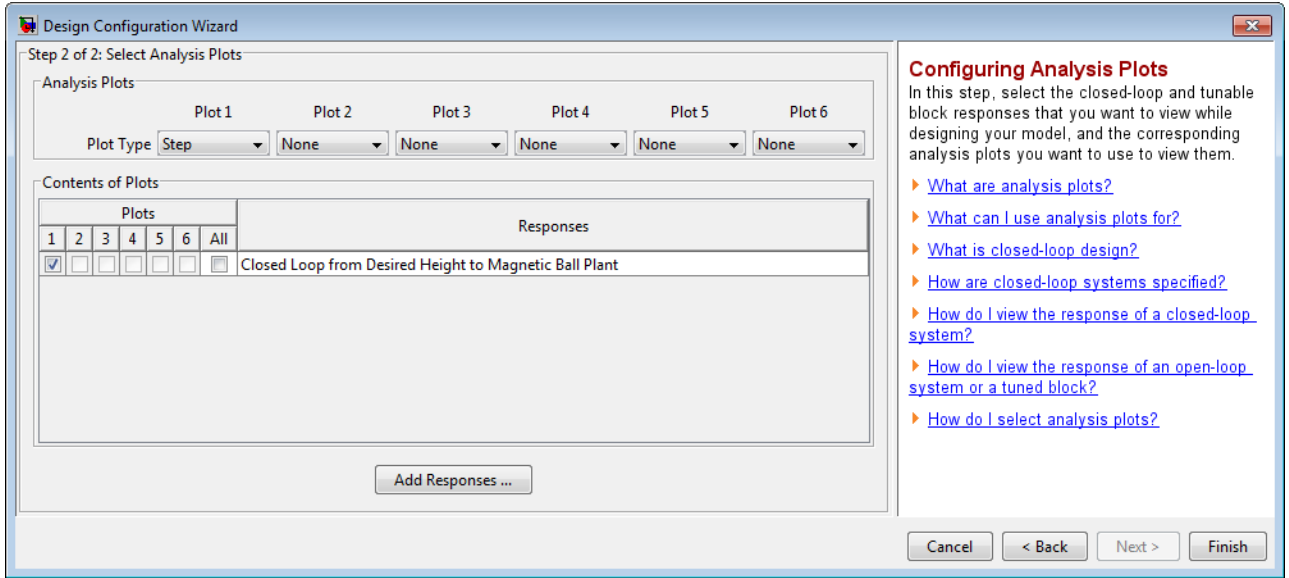 Design Configuration Wizard
Step 2 of 2: Select Analysis Plots
Analysis Plots
Plot 1 Plot 2 Plot 3 Plot 4 Plot 5 Plot 6
Plot Type Step None None None None None
Contents of Plots
Plots
Responses
1 2 3 4 5 6 All
Closed Loop from Desired Height to Magnetic Ball Plant
Add Responses ...
Configuring Analysis Plots
In this step, select the closed-loop and tunable
block responses that you want to view while
designing your model, and the corresponding
analysis plots you want to use to view them.
What are analysis plots?
What can I use analysis plots for?
What is closed-loop design?
How are closed-loop systems specified?
How do I view the response of a closed-loop
system?
How do I view the response of an open-loop
system or a tuned block?
How do I select analysis plots?
Cancel < Back Next > Finish